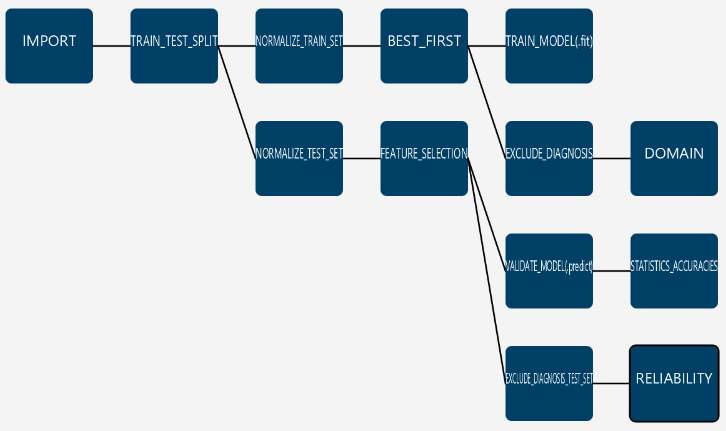 IMPORT
TRAIN_TEST_SPLIT
NORMALIZE_TRAIN_SET
BEST_FIRST
TRAIN_MODEL(.fit)
NORMALIZE_TEST_SET
FEATURE_SELECTION
EXCLUDE_DIAGNOSIS
DOMAIN
VALIDATE_MODEL(.predict)
STATISTICS_ACCURACIES
EXCLUDE_DIAGNOSIS_TEST_SET
RELIABILITY